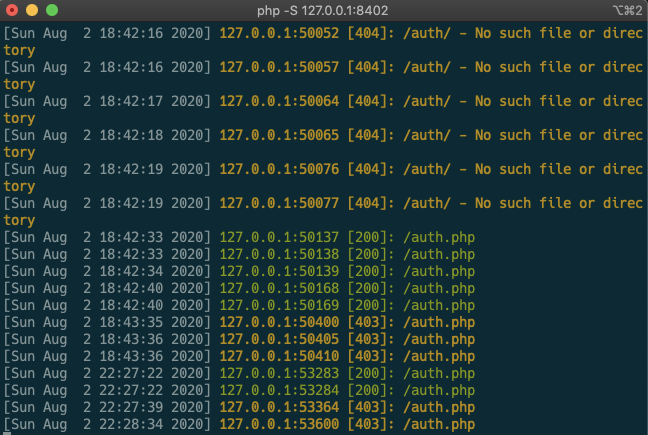 php -S 127.0.0.1:8402
⌥⌘2
[Sun Aug  2 18:42:16 2020] 127.0.0.1:50052 [404]: /auth/ - No such file or direc
tory
[Sun Aug  2 18:42:16 2020] 127.0.0.1:50057 [404]: /auth/ - No such file or direc
tory
[Sun Aug  2 18:42:17 2020] 127.0.0.1:50064 [404]: /auth/ - No such file or direc
tory
[Sun Aug  2 18:42:18 2020] 127.0.0.1:50065 [404]: /auth/ - No such file or direc
tory
[Sun Aug  2 18:42:19 2020] 127.0.0.1:50076 [404]: /auth/ - No such file or direc
tory
[Sun Aug  2 18:42:19 2020] 127.0.0.1:50077 [404]: /auth/ - No such file or direc
tory
[Sun Aug  2 18:42:33 2020] 127.0.0.1:50137 [200]: /auth.php
[Sun Aug  2 18:42:33 2020] 127.0.0.1:50138 [200]: /auth.php
[Sun Aug  2 18:42:34 2020] 127.0.0.1:50139 [200]: /auth.php
[Sun Aug  2 18:42:40 2020] 127.0.0.1:50168 [200]: /auth.php
[Sun Aug  2 18:42:40 2020] 127.0.0.1:50169 [200]: /auth.php
[Sun Aug  2 18:43:35 2020] 127.0.0.1:50400 [403]: /auth.php
[Sun Aug  2 18:43:36 2020] 127.0.0.1:50405 [403]: /auth.php
[Sun Aug  2 18:43:36 2020] 127.0.0.1:50410 [403]: /auth.php
[Sun Aug  2 22:27:22 2020] 127.0.0.1:53283 [200]: /auth.php
[Sun Aug  2 22:27:22 2020] 127.0.0.1:53284 [200]: /auth.php
[Sun Aug  2 22:27:39 2020] 127.0.0.1:53364 [403]: /auth.php
[Sun Aug  2 22:28:34 2020] 127.0.0.1:53600 [403]: /auth.php